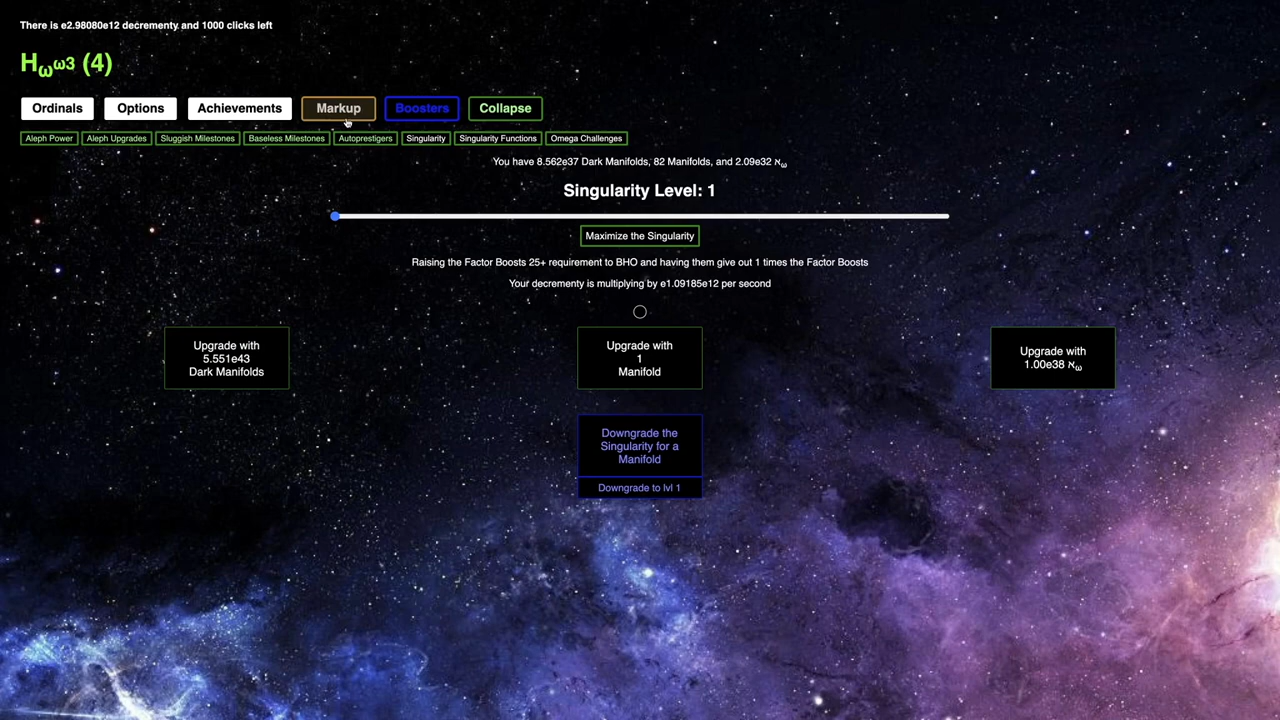 There is e2.98080e12 decrementy and 1000 clicks left
H_ω^ω3 (4)
Ordinals Options Achievements Markup Boosters Collapse
Aleph Power Aleph Upgrades Sluggish Milestones Baseless Milestones Autoprestigers Singularity Singularity Functions Omega Challenges
You have 8.562e37 Dark Manifolds, 82 Manifolds, and 2.09e32 ℵω
Singularity Level: 1
Maximize the Singularity
Raising the Factor Boosts 25+ requirement to BHO and having them give out 1 times the Factor Boosts
Your decrementy is multiplying by e1.09185e12 per second
Upgrade with
5.551e43
Dark Manifolds
Upgrade with
1
Manifold
Upgrade with
1.00e38 ℵω
Downgrade the
Singularity for a
Manifold
Downgrade to lvl 1